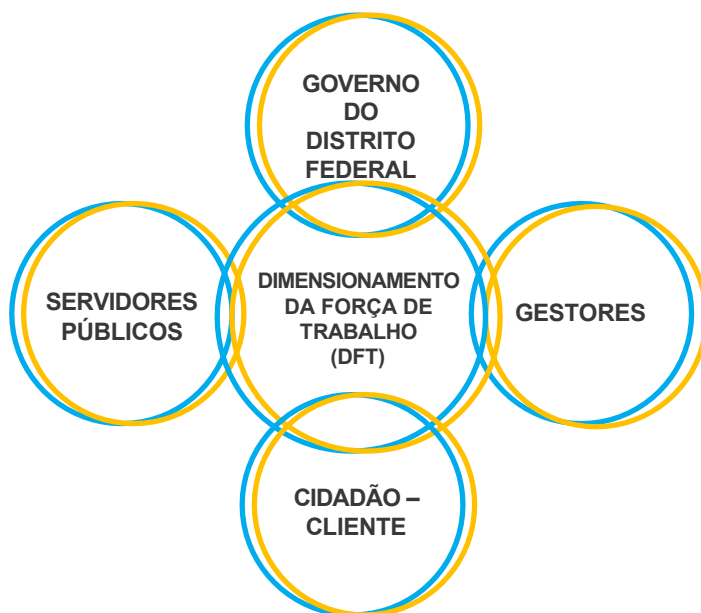 GOVERNO
DO
DISTRITO
FEDERAL
SERVIDORES
PÚBLICOS
DIMENSIONAMENTO
DA FORÇA DE
TRABALHO
(DFT)
GESTORES
CIDADÃO –
CLIENTE